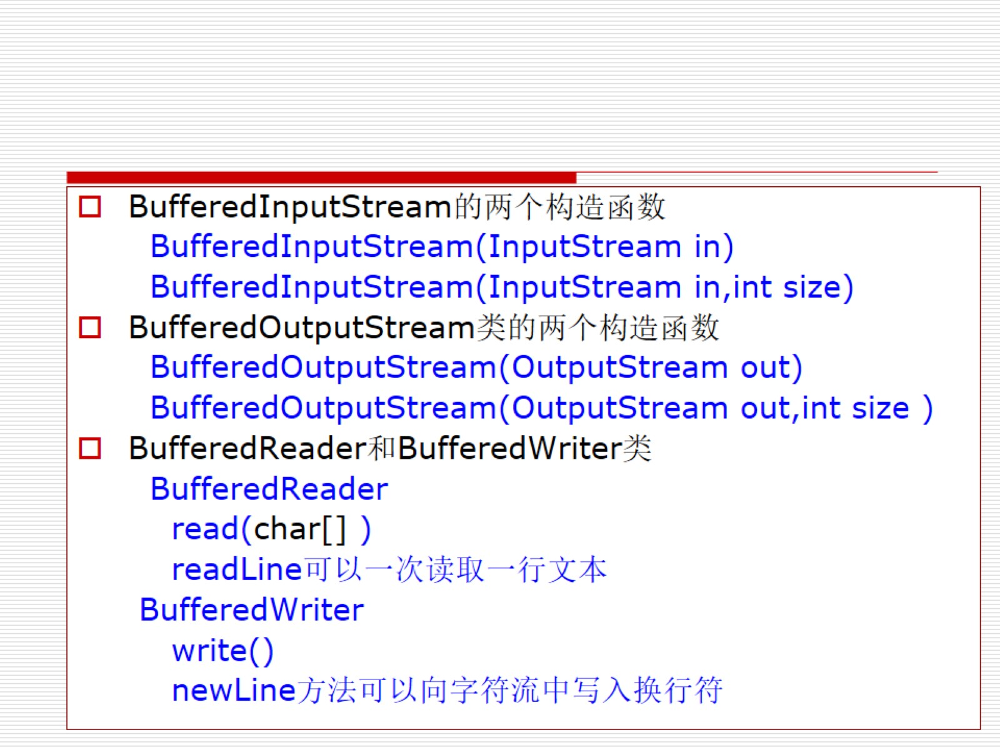 BufferedInputStream的两个构造函数
BufferedInputStream(InputStream in)
BufferedInputStream(InputStream in,int size)
BufferedOutputStream类的两个构造函数
BufferedOutputStream(OutputStream out)
BufferedOutputStream(OutputStream out,int size )
BufferedReader和BufferedWriter类
BufferedReader
read(char[] )
readLine可以一次读取一行文本
BufferedWriter
write()
newLine方法可以向字符流中写入换行符